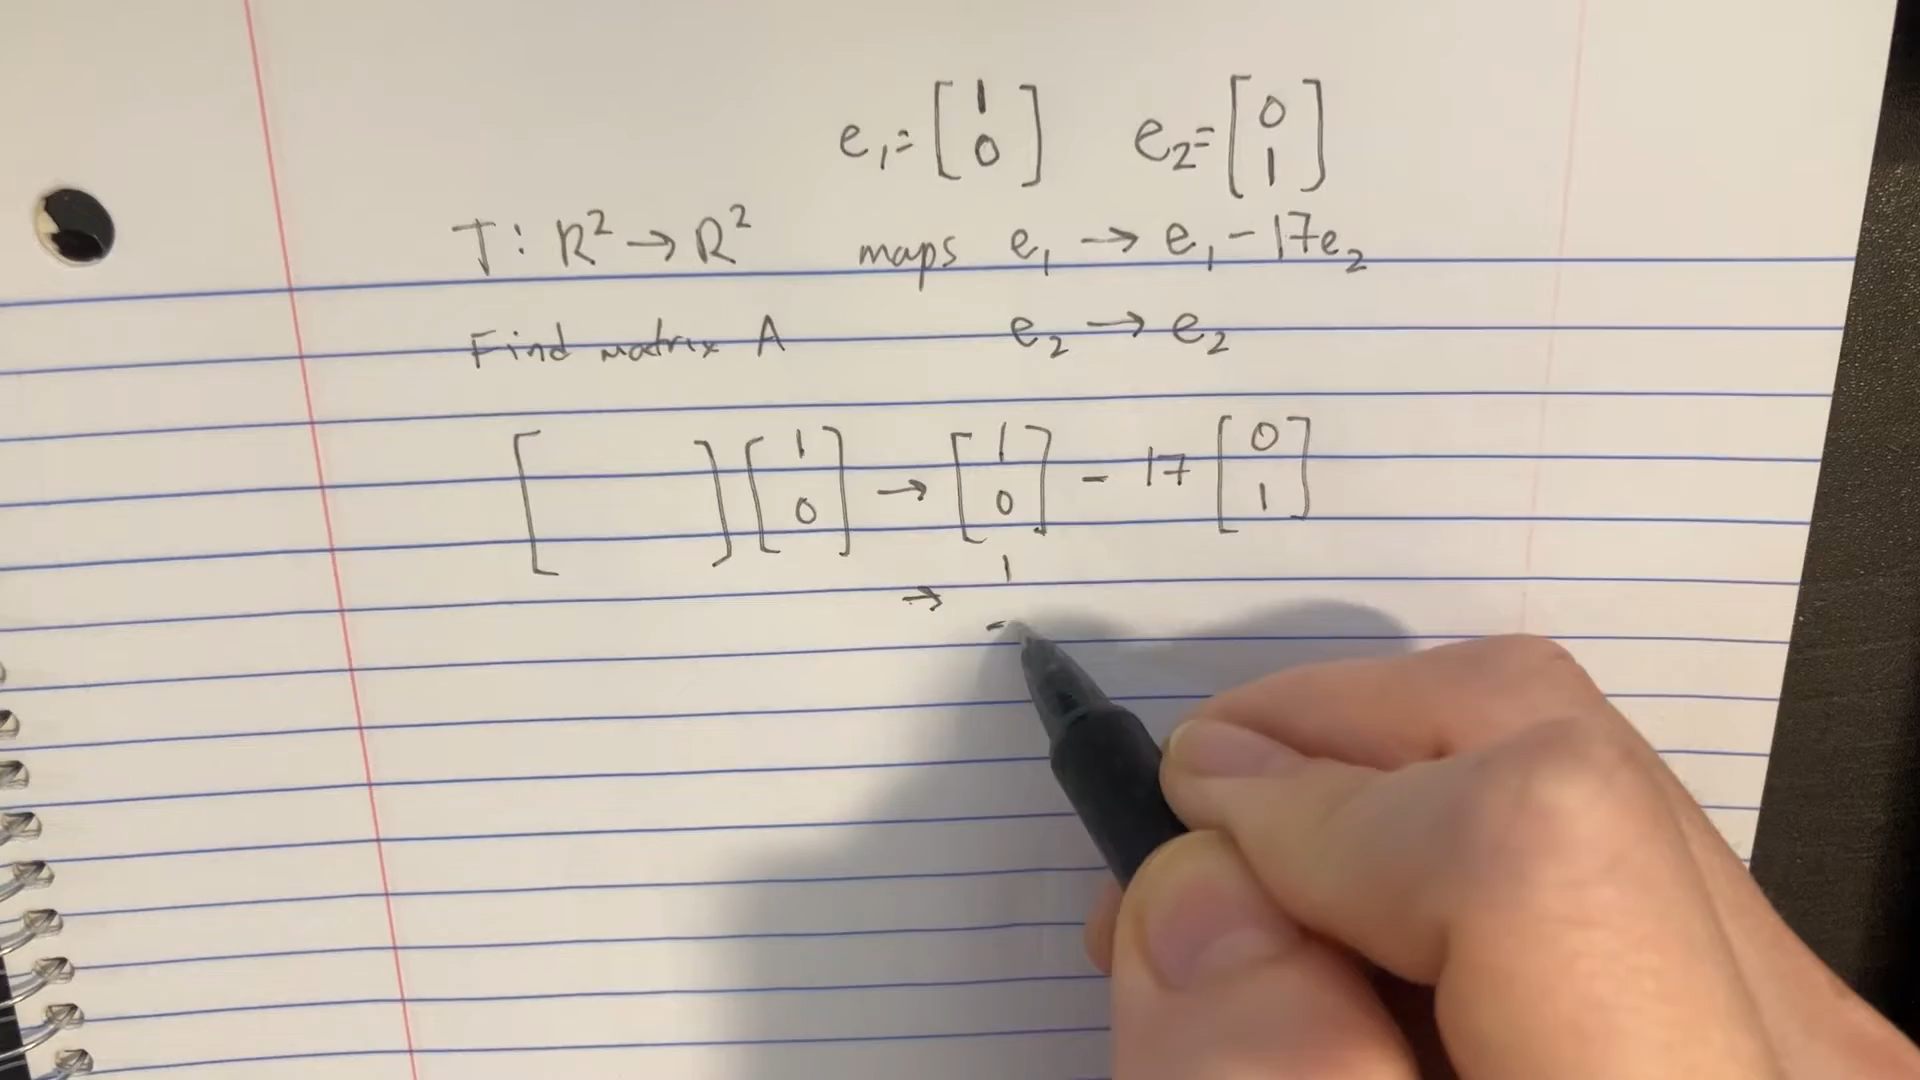 e₁= [1 0] e₂= [0 1]
T: R² → R² maps e₁ → e₁ - 17e₂
Find matrix A e₂ → e₂
[ ] [1 0] → [1 0] - 17 [0 1]
→ 1 -